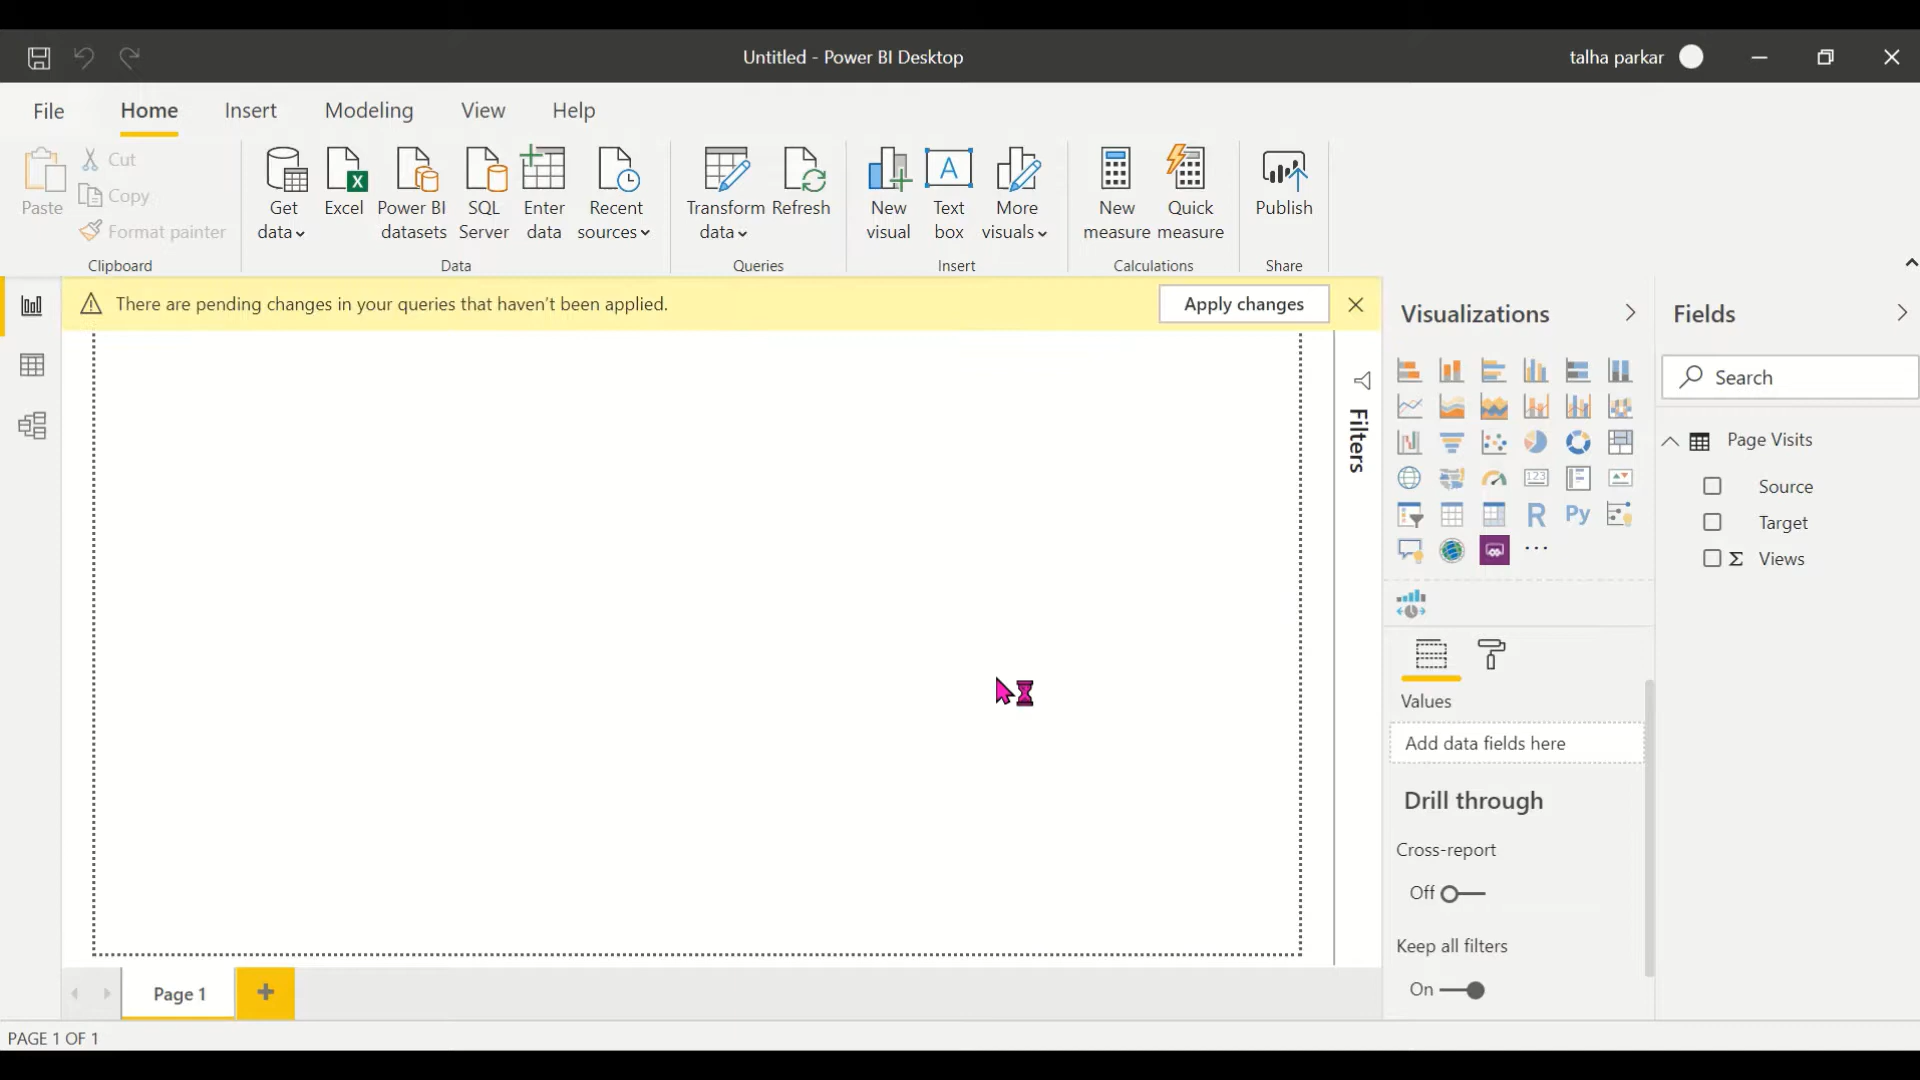 Untitled - Power BI Desktop
talha parkar
File
Home
Insert
Modeling
View
Help
Paste
Cut
Copy
Format painter
Clipboard
Get data
Excel
Power BI datasets
SQL Server
Enter data
Recent sources
Data
Transform data
Refresh
Queries
New visual
A
Text box
More visuals
Insert
New measure
Quick measure
Calculations
Publish
Share
There are pending changes in your queries that haven't been applied.
Apply changes
Filters
Visualizations
123
R
Py
Values
Add data fields here
Drill through
Cross-report
Off
Keep all filters
On
Fields
Search
Page Visits
Source
Target
Σ Views
Page 1
PAGE 1 OF 1